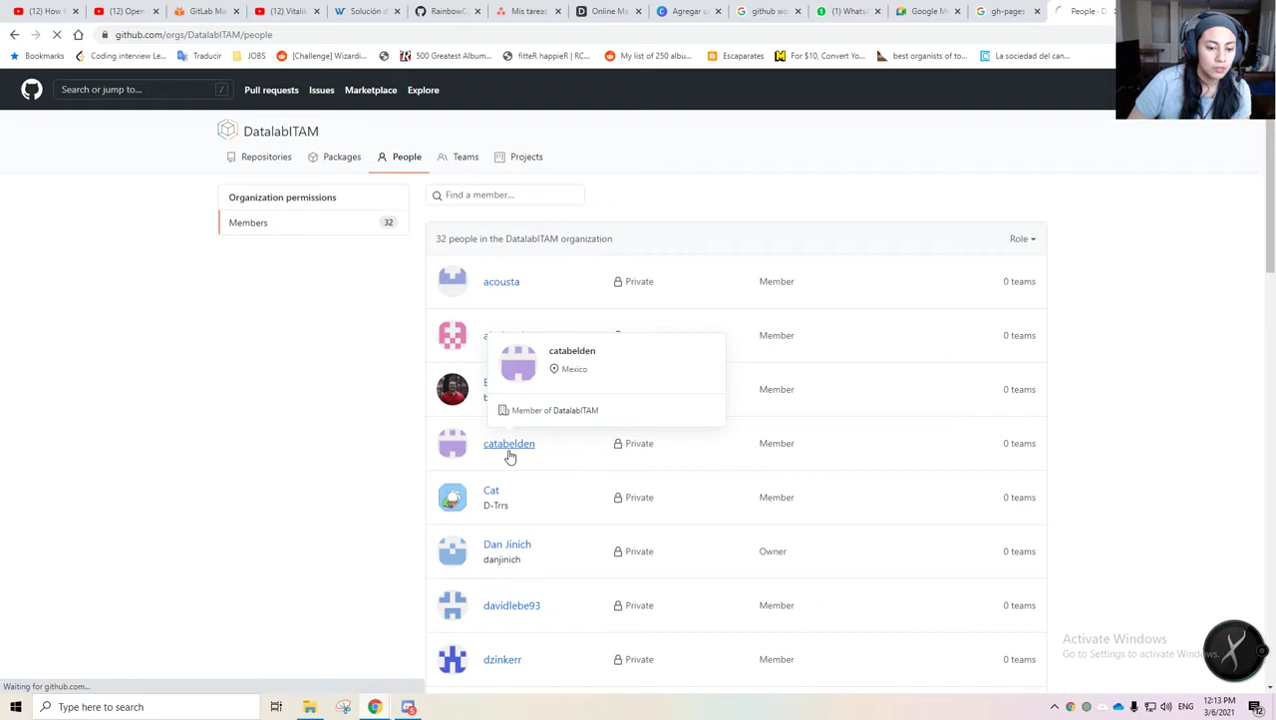 (12) How t
Open
GitLab M
(12) Vitali
Solución d
RainbowC
Mis tareas
Online Ma
Agregar u
github wo
(1) Whats
Google M
gh-pages
People - D
github.com/orgs/DatalabITAM/people
Bookmarks
Coding interview Le...
Traducir
JOBS
[Challenge] Wizardi...
500 Greatest Album...
fitteR happieR | RC...
My list of 250 albu...
Escaparates
For $10, Convert Yo...
best organists of to...
La sociedad del can...
Search or jump to...
/
Pull requests
Issues
Marketplace
Explore
DatalabITAM
Repositories
Packages
People
Teams
Projects
Organization permissions
Members 32
Find a member...
32 people in the DatalabITAM organization
Role
acousta Private Member 0 teams
Member 0 teams
Member 0 teams
catabelden
Mexico
Member of DatalabITAM
catabelden Private Member 0 teams
Cat
D-Trrs
Private Member 0 teams
Dan Jinich
danjinich
Private Owner 0 teams
davidlebe93 Private Member 0 teams
dzinkerr Private Member 0 teams
Activate Windows
Go to Settings to activate Windows.
Waiting for github.com...
Type here to search
ENG
12:13 PM
3/6/2021
12